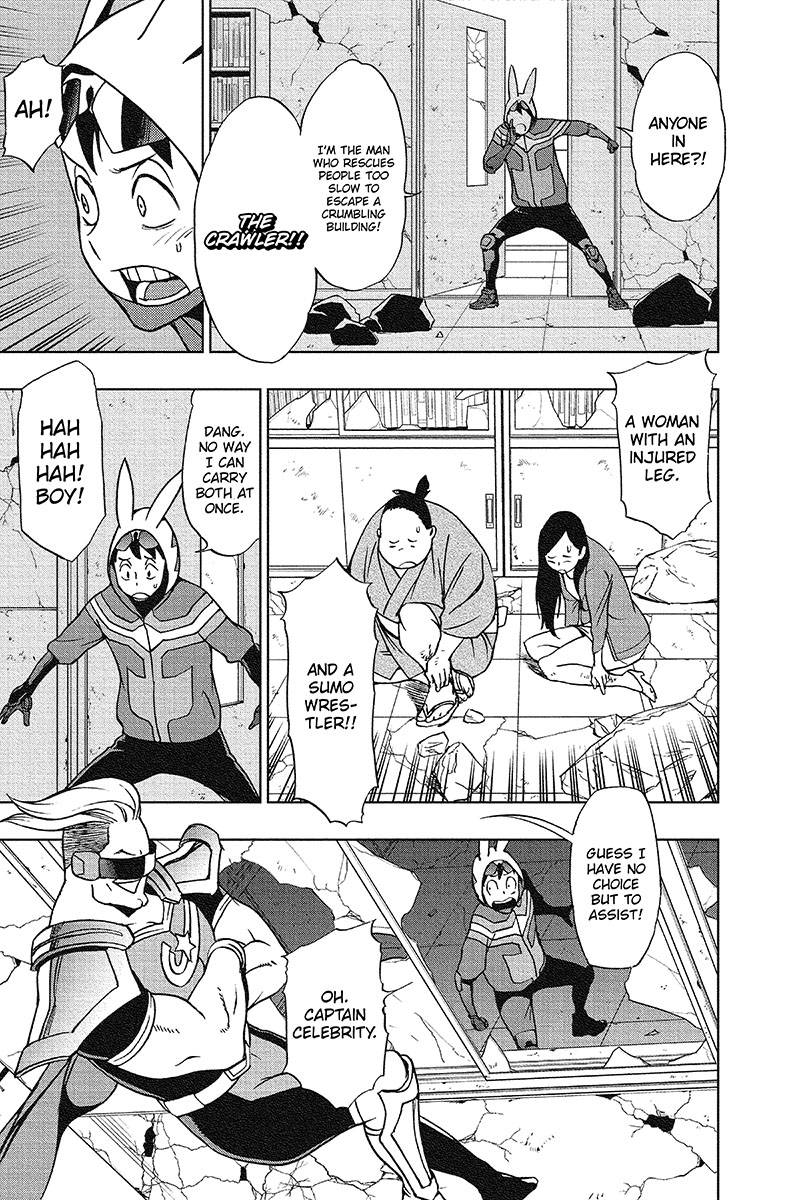 ANYONE
IN
HERE?!
I'M THE MAN
WHO RESCUES
PEOPLE TOO
SLOW TO
ESCAPE A
CRUMBLING
BUILDING!
THE
CRAWLER!!
AH!
A WOMAN
WITH AN
INJURED
LEG.
AND A
SUMO
WRES-
TLER!!
DANG.
NO WAY
I CAN
CARRY
BOTH AT
ONCE.
HAH
HAH
HAH!
BOY!
GUESS I
HAVE NO
CHOICE
BUT TO
ASSIST!
OH.
CAPTAIN
CELEBRITY.